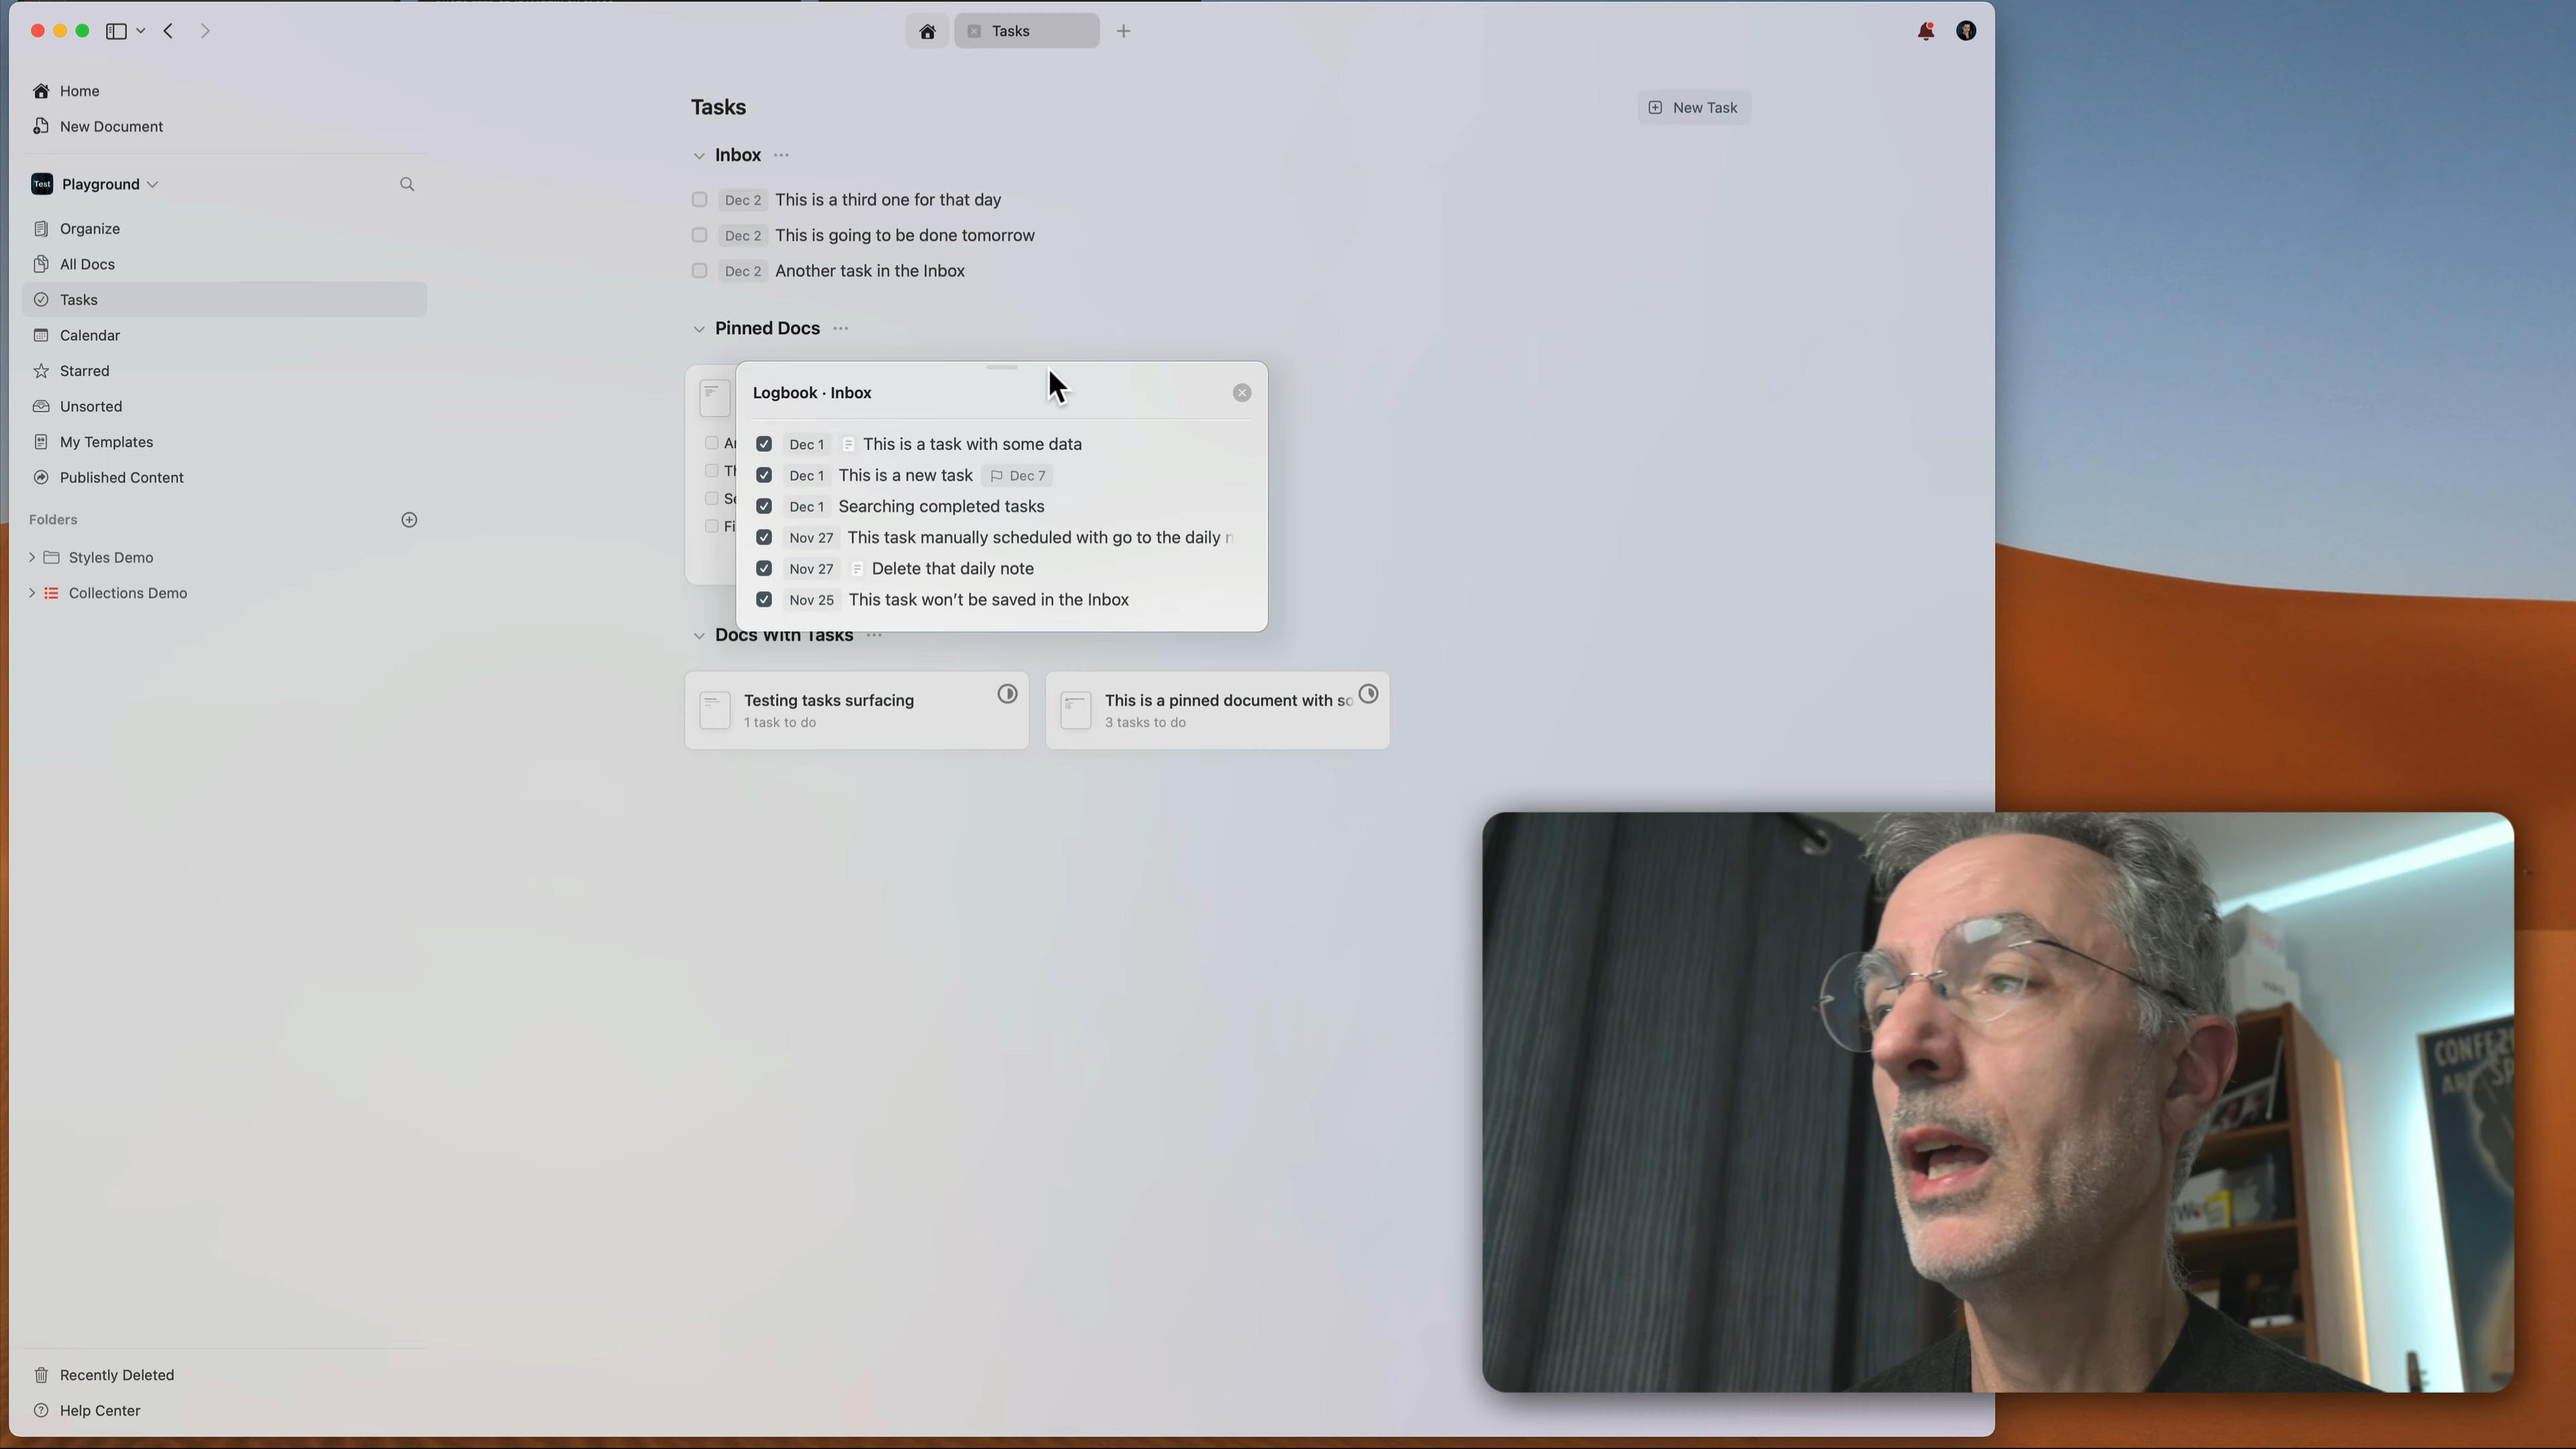 Tasks
Home
New Document
Test Playground
Organize
All Docs
Tasks
Calendar
Starred
Unsorted
My Templates
Published Content
Folders
Styles Demo
Collections Demo
Recently Deleted
Help Center
Tasks
New Task
Inbox
Dec 2 This is a third one for that day
Dec 2 This is going to be done tomorrow
Dec 2 Another task in the Inbox
Pinned Docs
Logbook · Inbox
Dec 1 This is a task with some data
Dec 1 This is a new task Dec 7
Dec 1 Searching completed tasks
Nov 27 This task manually scheduled with go to the daily
Nov 27 Delete that daily note
Nov 25 This task won’t be saved in the Inbox
Docs With Tasks
Testing tasks surfacing
1 task to do
This is a pinned document with so
3 tasks to do